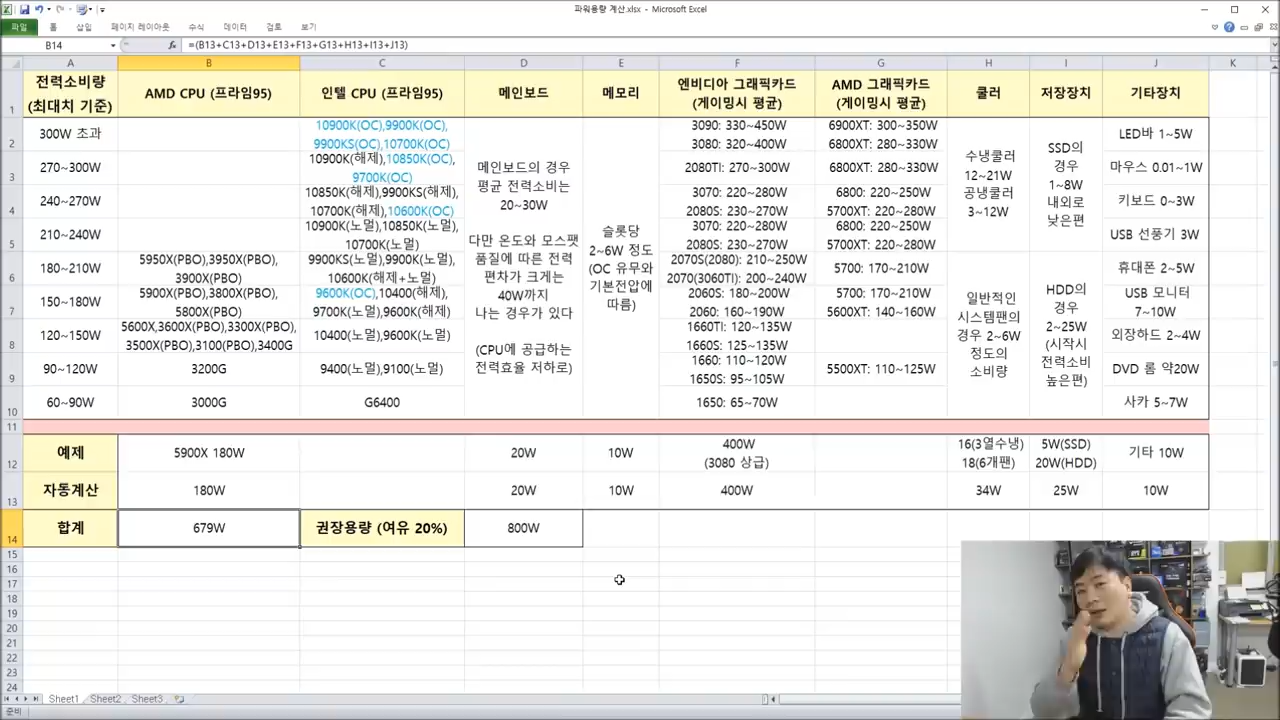 파워용량 계산.xlsx - Microsoft Excel
파일 홈 삽입 페이지 레이아웃 수식 데이터 검토 보기
B14 fx =(B13+C13+D13+E13+F13+G13+H13+I13+J13)
A B C D E F G H I J K
1 전력소비량 (최대치 기준)
AMD CPU (프라임95)
인텔 CPU (프라임95)
메인보드
메모리
엔비디아 그래픽카드
(게이밍시 평균)
AMD 그래픽카드
(게이밍시 평균)
쿨러
저장장치
기타장치
2 300W 초과
10900K(OC),9900K(OC),
9900KS(OC),10700K(OC)
3090: 330~450W
3080: 320~400W
6900XT: 300~350W
6800XT: 280~330W
LED바 1~5W
3 270~300W
10900K(해제),10850K(OC),
9700K(OC)
2080TI: 270~300W
6800XT: 280~330W
마우스 0.01~1W
4 240~270W
10850K(해제),9900KS(해제),
10700K(해제),10600K(OC)
3070: 220~280W
2080S: 230~270W
6800: 220~250W
5700XT: 220~280W
키보드 0~3W
5 210~240W
10900K(노멀),10850K(노멀),
10700K(노멀)
3070: 220~280W
2080S: 230~270W
6800: 220~250W
5700XT: 220~280W
USB 선풍기 3W
6 180~210W
5950X(PBO),3950X(PBO),
3900X(PBO)
9900KS(노멀),9900K(노멀),
10600K(해제+노멀)
2070S(2080): 210~250W
2070(3060TI): 200~240W
5700: 170~210W
휴대폰 2~5W
7 150~180W
5900X(PBO),3800X(PBO),
5800X(PBO)
9600K(OC),10400(해제),
9700K(노멀),9600K(해제)
2060S: 180~200W
2060: 160~190W
5700: 170~210W
5600XT: 140~160W
USB 모니터
7~10W
8 120~150W
5600X,3600X(PBO),3300X(PBO),
3500X(PBO),3100(PBO),3400G
10400(노멀),9600K(노멀)
1660TI: 120~135W
1660S: 125~135W
외장하드 2~4W
9 90~120W
3200G
9400(노멀),9100(노멀)
1660: 110~120W
1650S: 95~105W
5500XT: 110~125W
DVD 롬 약20W
10 60~90W
3000G
G6400
1650: 65~70W
사카 5~7W
메인보드의 경우
평균 전력소비는
20~30W
다만 온도와 모스팻
품질에 따른 전력
편차가 크게는
40W까지
나는 경우가 있다
(CPU에 공급하는
전력효율 저하로)
슬롯당
2~6W 정도
(OC 유무와
기본전압에
따름)
수냉쿨러
12~21W
공냉쿨러
3~12W
일반적인
시스템팬의
경우 2~6W
정도의
소비량
SSD의
경우
1~8W
내외로
낮은편
HDD의
경우
2~25W
(시작시
전력소비
높은편)
11
12 예제
5900X 180W
20W
10W
400W
(3080 상급)
16(3열수냉)
18(6개팬)
5W(SSD)
20W(HDD)
기타 10W
13 자동계산 180W 20W 10W 400W 34W 25W 10W
14 합계 679W 권장용량 (여유 20%) 800W
15
16
17
18
19
20
21
22
23
24
Sheet1 Sheet2 Sheet3
준비